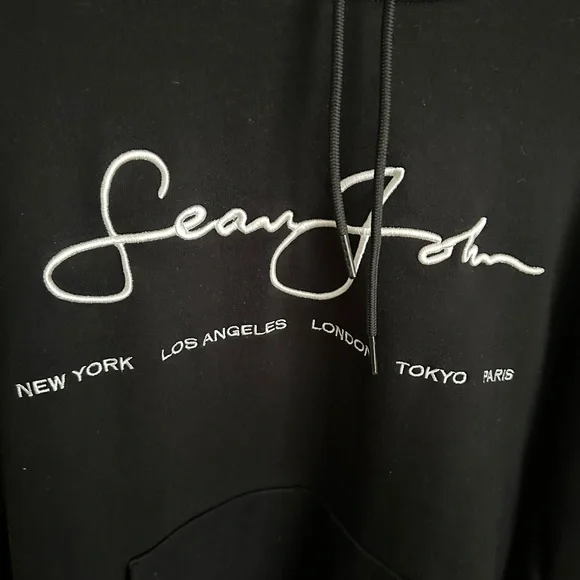 Sean John
NEW YORK LOS ANGELES LONDON TOKYO PARIS